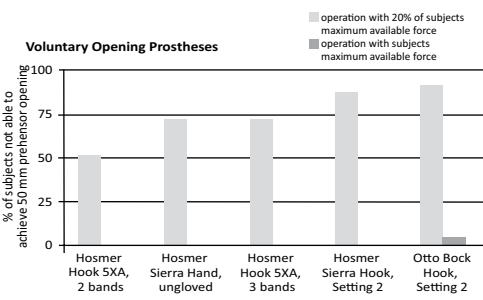 operation with 20% of subjects
maximum available force
operation with subjects
maximum available force
Voluntary Opening Prostheses
% of subjects not able to
achieve 50 mm prehensor opening
100
75
50
25
0
Hosmer
Hook 5XA,
2 bands
Hosmer
Sierra Hand,
ungloved
Hosmer
Hook 5XA,
3 bands
Hosmer
Sierra Hook,
Setting 2
Otto Bock
Hook,
Setting 2